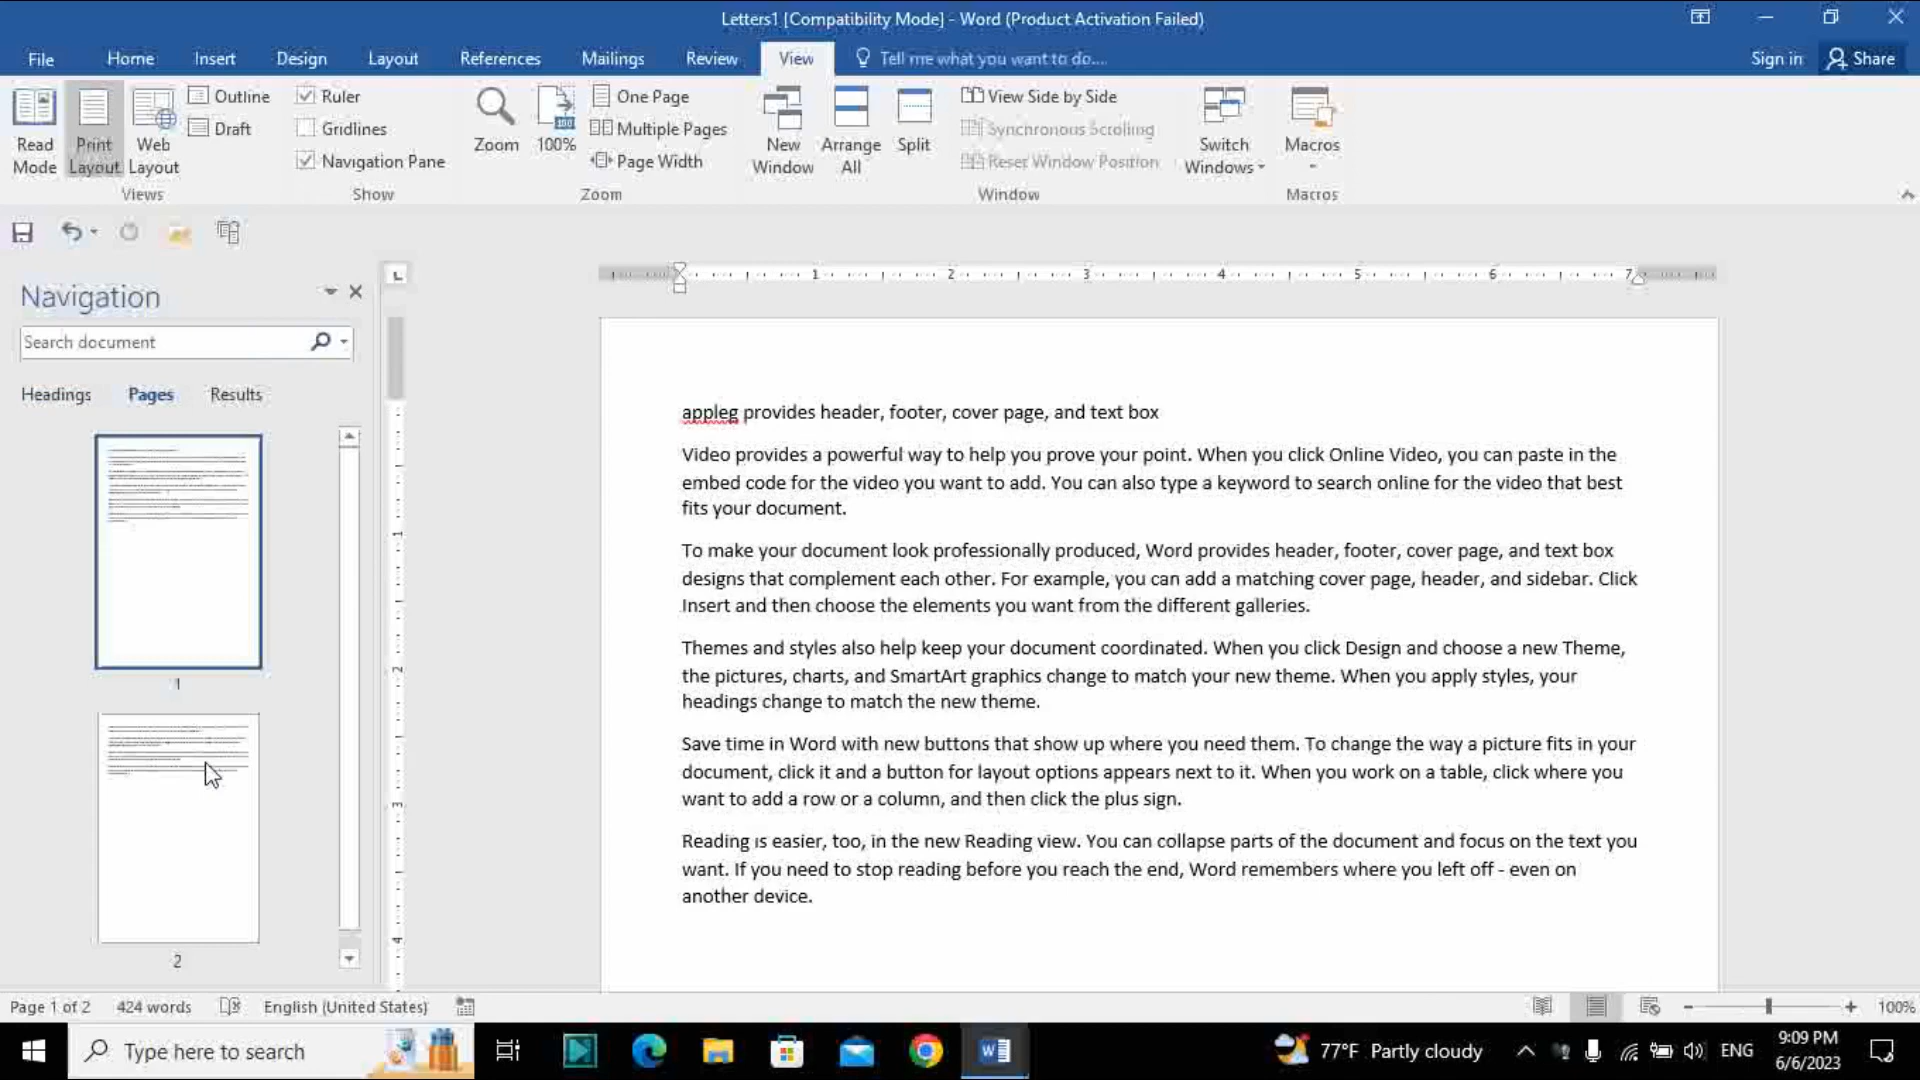 Letters1 [Compatibility Mode] - Word (Product Activation Failed)
File Home Insert Design Layout References Mailings Review View Tell me what you want to do.... Sign in Share
Read Mode
Print Layout
Web Layout
Outline
Draft
Views
Ruler
Gridlines
Navigation Pane
Show
Zoom
100%
One Page
Multiple Pages
Page Width
Zoom
New Window
Arrange All
Split
View Side by Side
Synchronous Scrolling
Reset Window Position
Window
Switch Windows
Macros
Macros
Navigation
Search document
Headings Pages Results
1
2
1 2 3 4 5 6 7
1
2
3
4
appleg provides header, footer, cover page, and text box
Video provides a powerful way to help you prove your point. When you click Online Video, you can paste in the
embed code for the video you want to add. You can also type a keyword to search online for the video that best
fits your document.
To make your document look professionally produced, Word provides header, footer, cover page, and text box
designs that complement each other. For example, you can add a matching cover page, header, and sidebar. Click
Insert and then choose the elements you want from the different galleries.
Themes and styles also help keep your document coordinated. When you click Design and choose a new Theme,
the pictures, charts, and SmartArt graphics change to match your new theme. When you apply styles, your
headings change to match the new theme.
Save time in Word with new buttons that show up where you need them. To change the way a picture fits in your
document, click it and a button for layout options appears next to it. When you work on a table, click where you
want to add a row or a column, and then click the plus sign.
Reading is easier, too, in the new Reading view. You can collapse parts of the document and focus on the text you
want. If you need to stop reading before you reach the end, Word remembers where you left off - even on
another device.
Page 1 of 2 424 words English (United States) 100%
Type here to search
77°F Partly cloudy
ENG
9:09 PM
6/6/2023